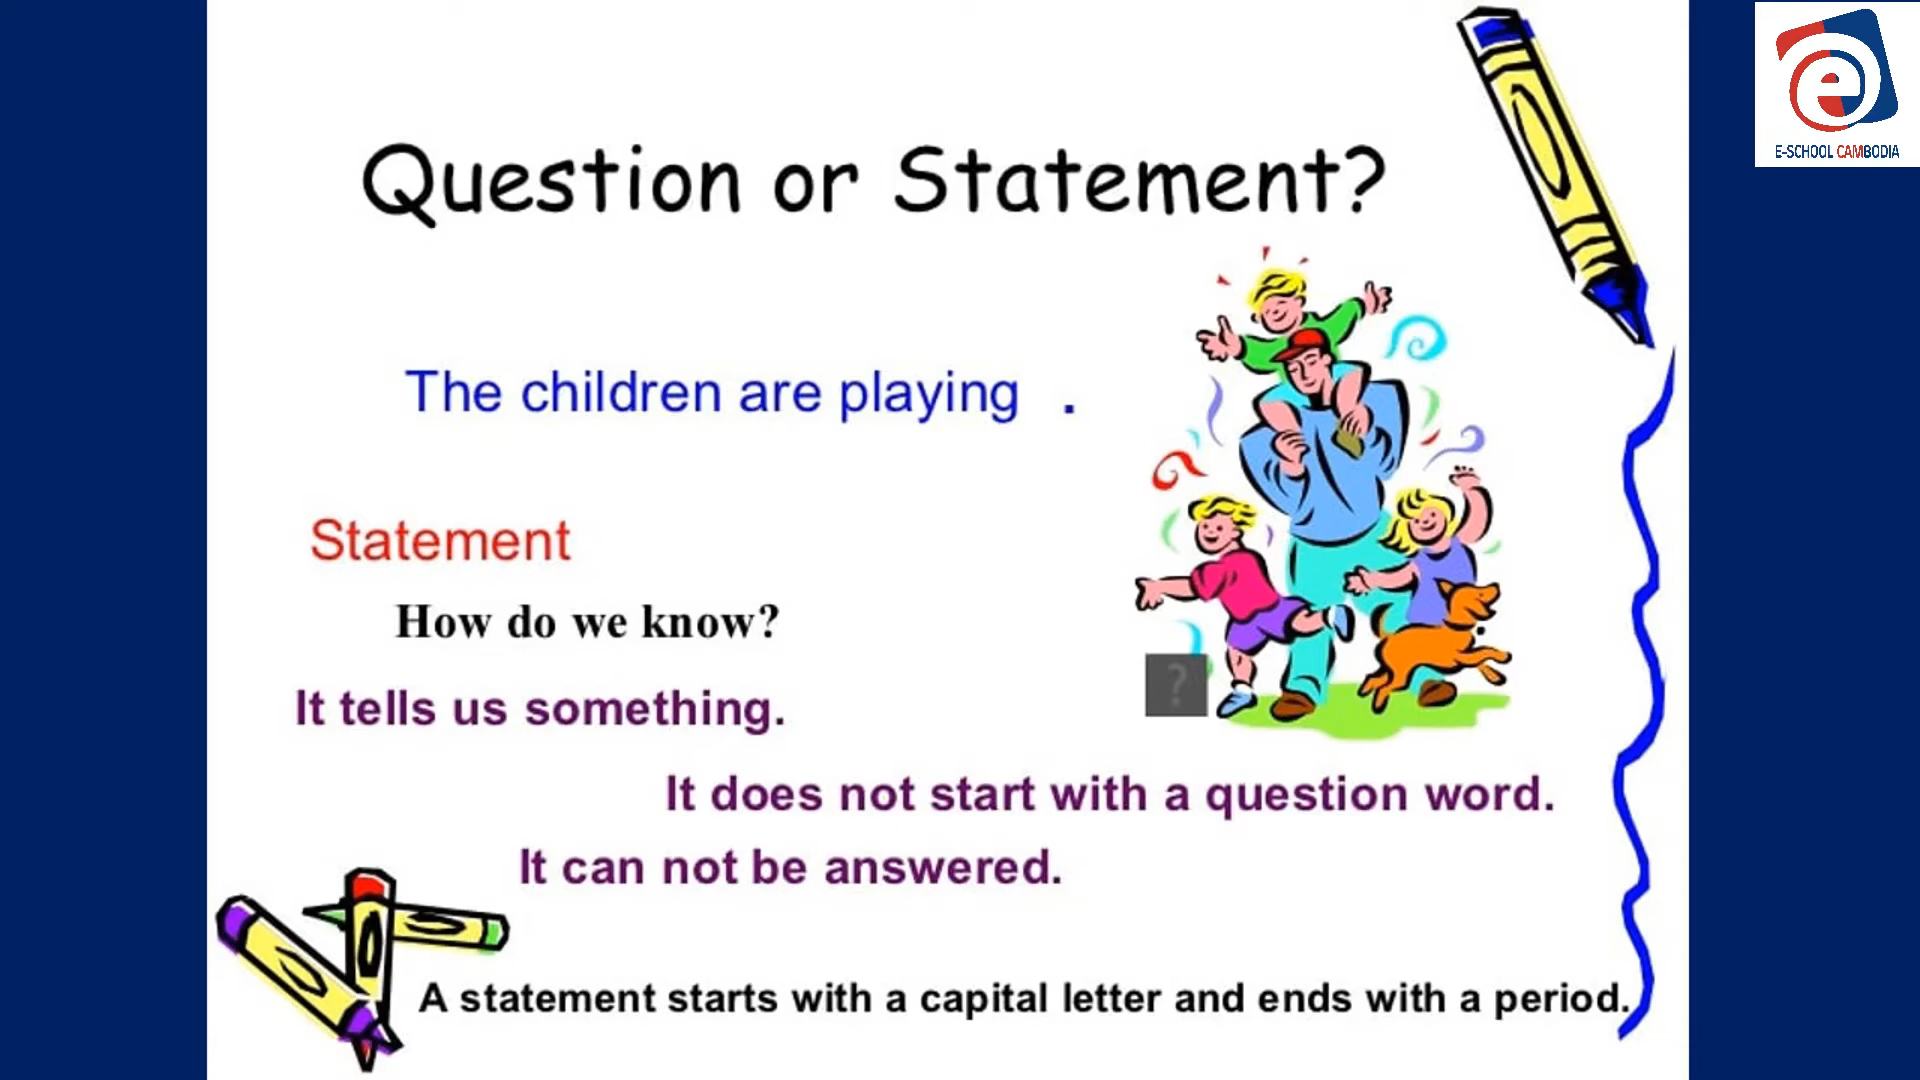 Question or Statement?
The children are playing .
Statement
How do we know?
It tells us something.
It does not start with a question word.
It can not be answered.
A statement starts with a capital letter and ends with a period.
e
E-SCHOOL CAMBODIA
?